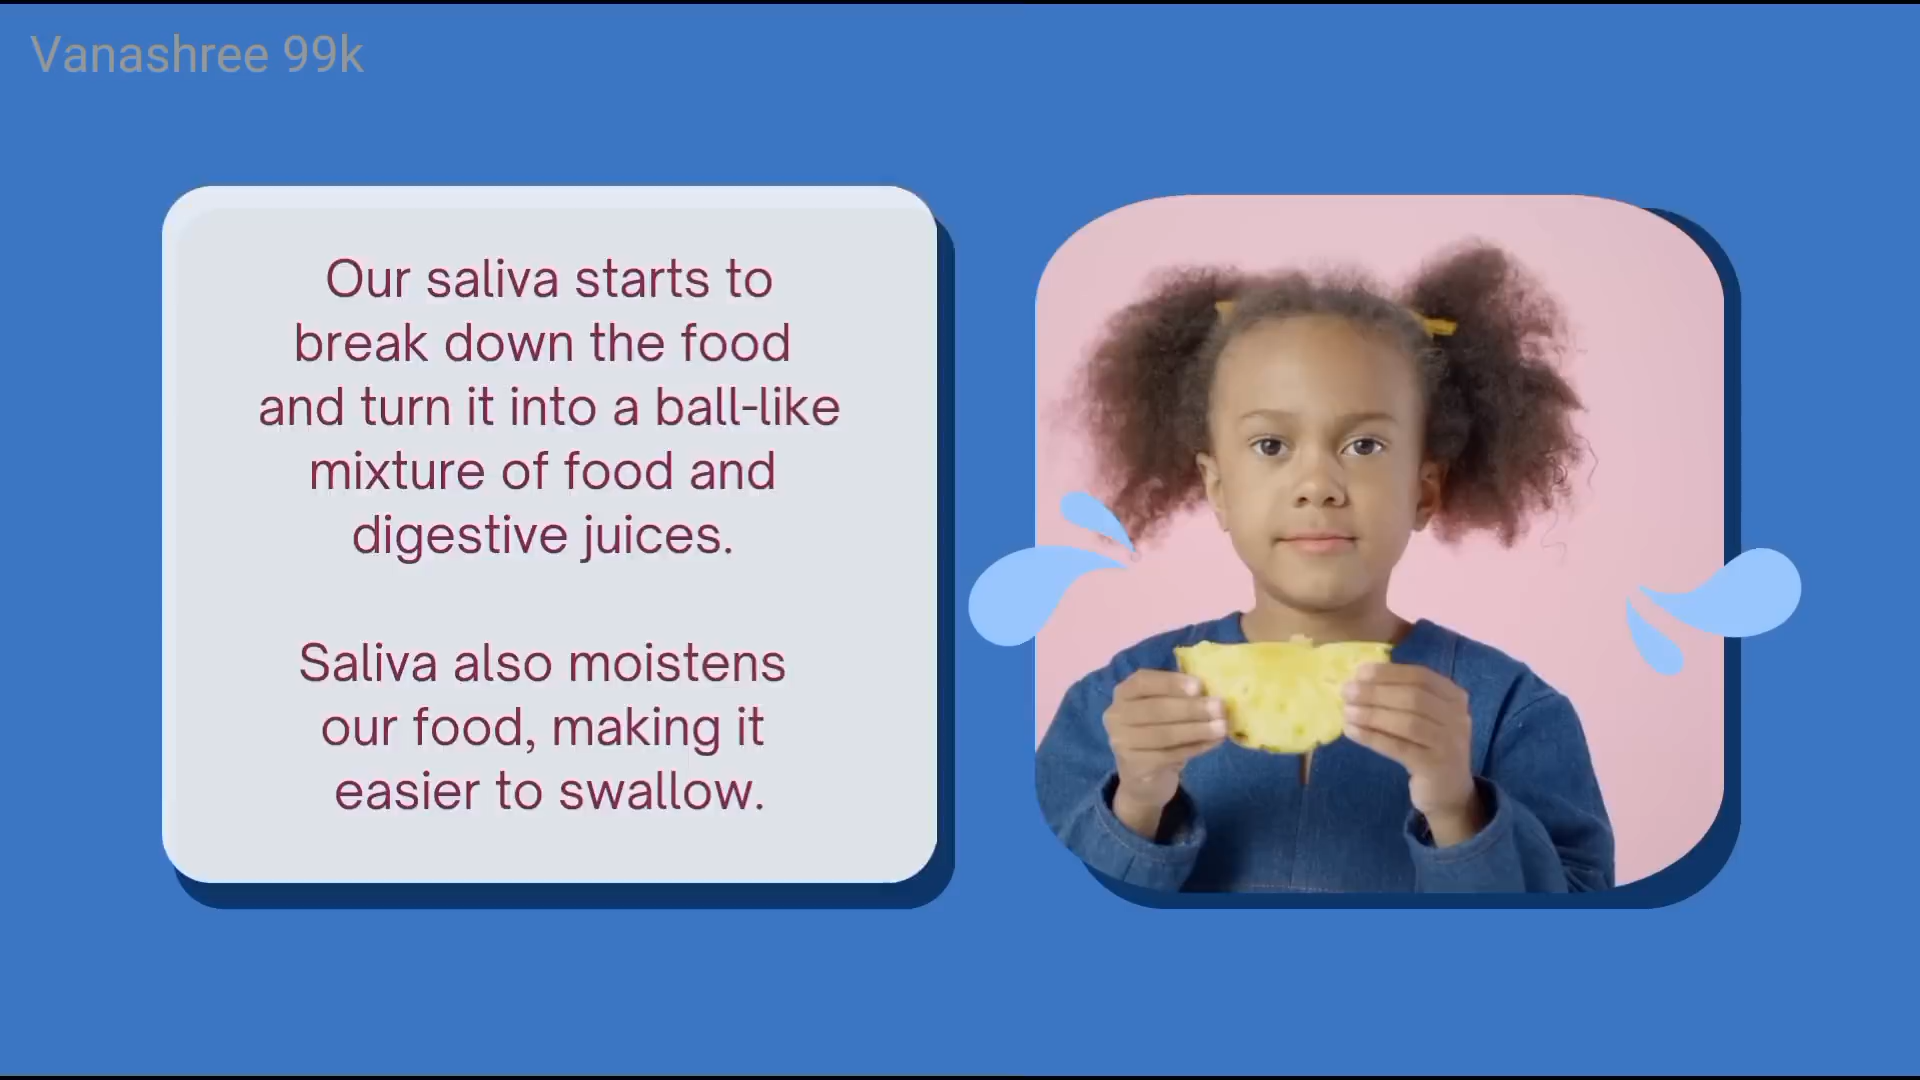 Vanashree 99k
Our saliva starts to
break down the food
and turn it into a ball-like
mixture of food and
digestive juices.
Saliva also moistens
our food, making it
easier to swallow.